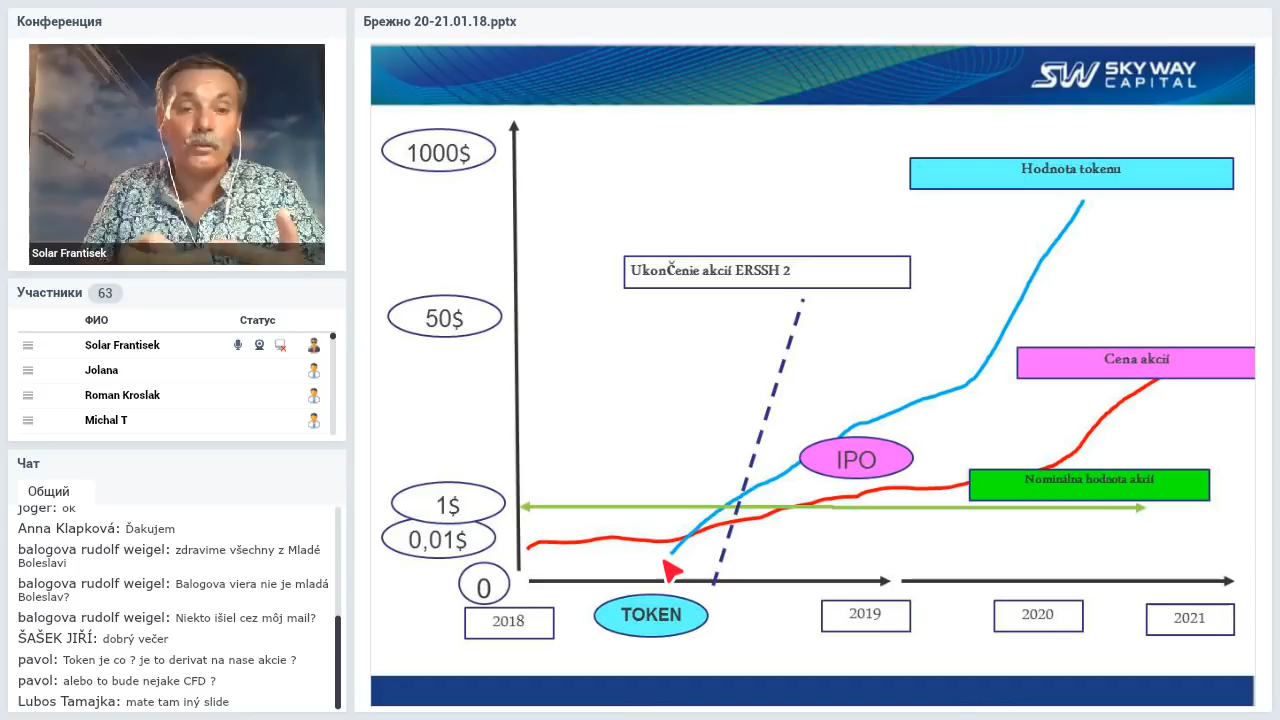 Конференция
Solar Frantisek
Участники 63
ФИО Статус
Solar Frantisek
Jolana
Roman Kroslak
Michal T
Чат
Общий
joger: ок
Anna Klapková: Ďakujem
balogova rudolf weigel: zdravime všechny z Mladé
Boleslavi
balogova rudolf weigel: Balogova viera nie je mladá
Boleslav?
balogova rudolf weigel: Niekto išiel cez môj mail?
ŠAŠEK JIŘÍ: dobrý večer
pavol: Token je co ? je to derivat na nase akcie ?
pavol: alebo to bude nejake CFD ?
Lubos Tamajka: mate tam iný slide
Брежно 20-21.01.18.pptx
SW SKY WAY
CAPITAL
1000$
Hodnota tokenu
UkonČenie akcií ERSSH 2
50$
Cena akcií
IPO
Nominálna hodnota akcií
1$
0,01$
0
TOKEN
2018
2019
2020
2021